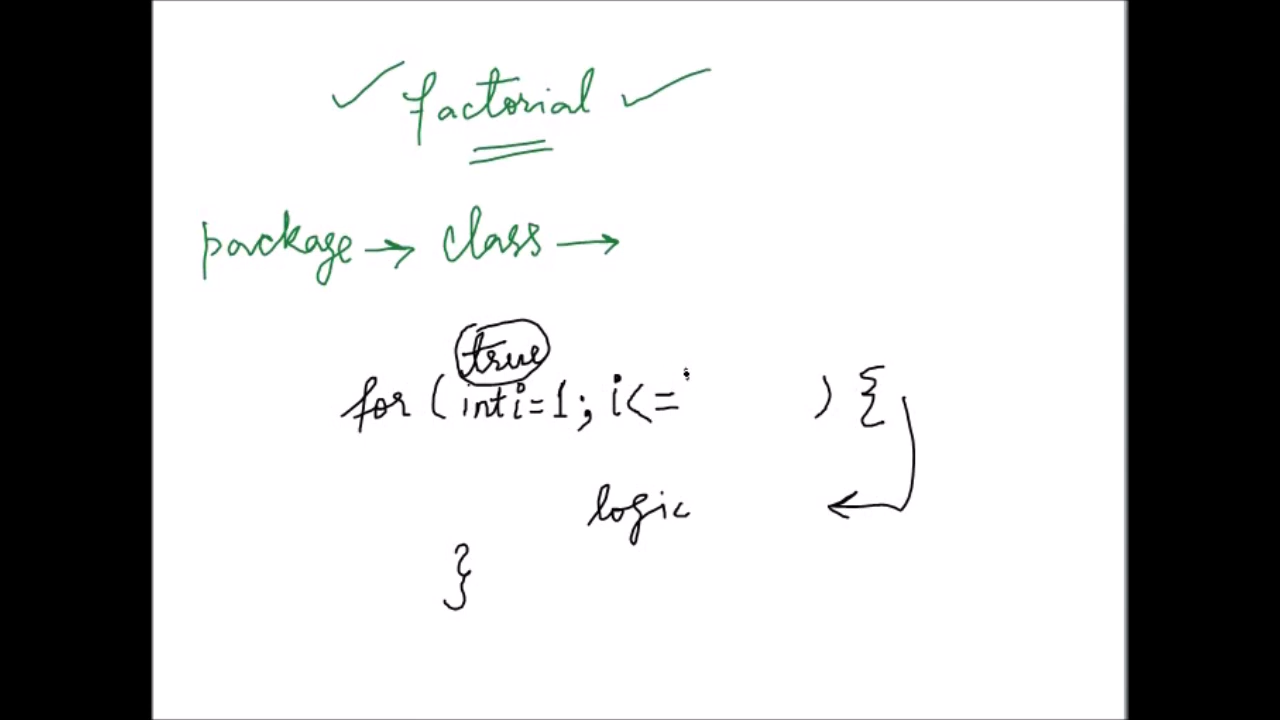 ✓ factorial ✓
package → class →
true
for ( int i = 1 ; i <= ) {
logic
}